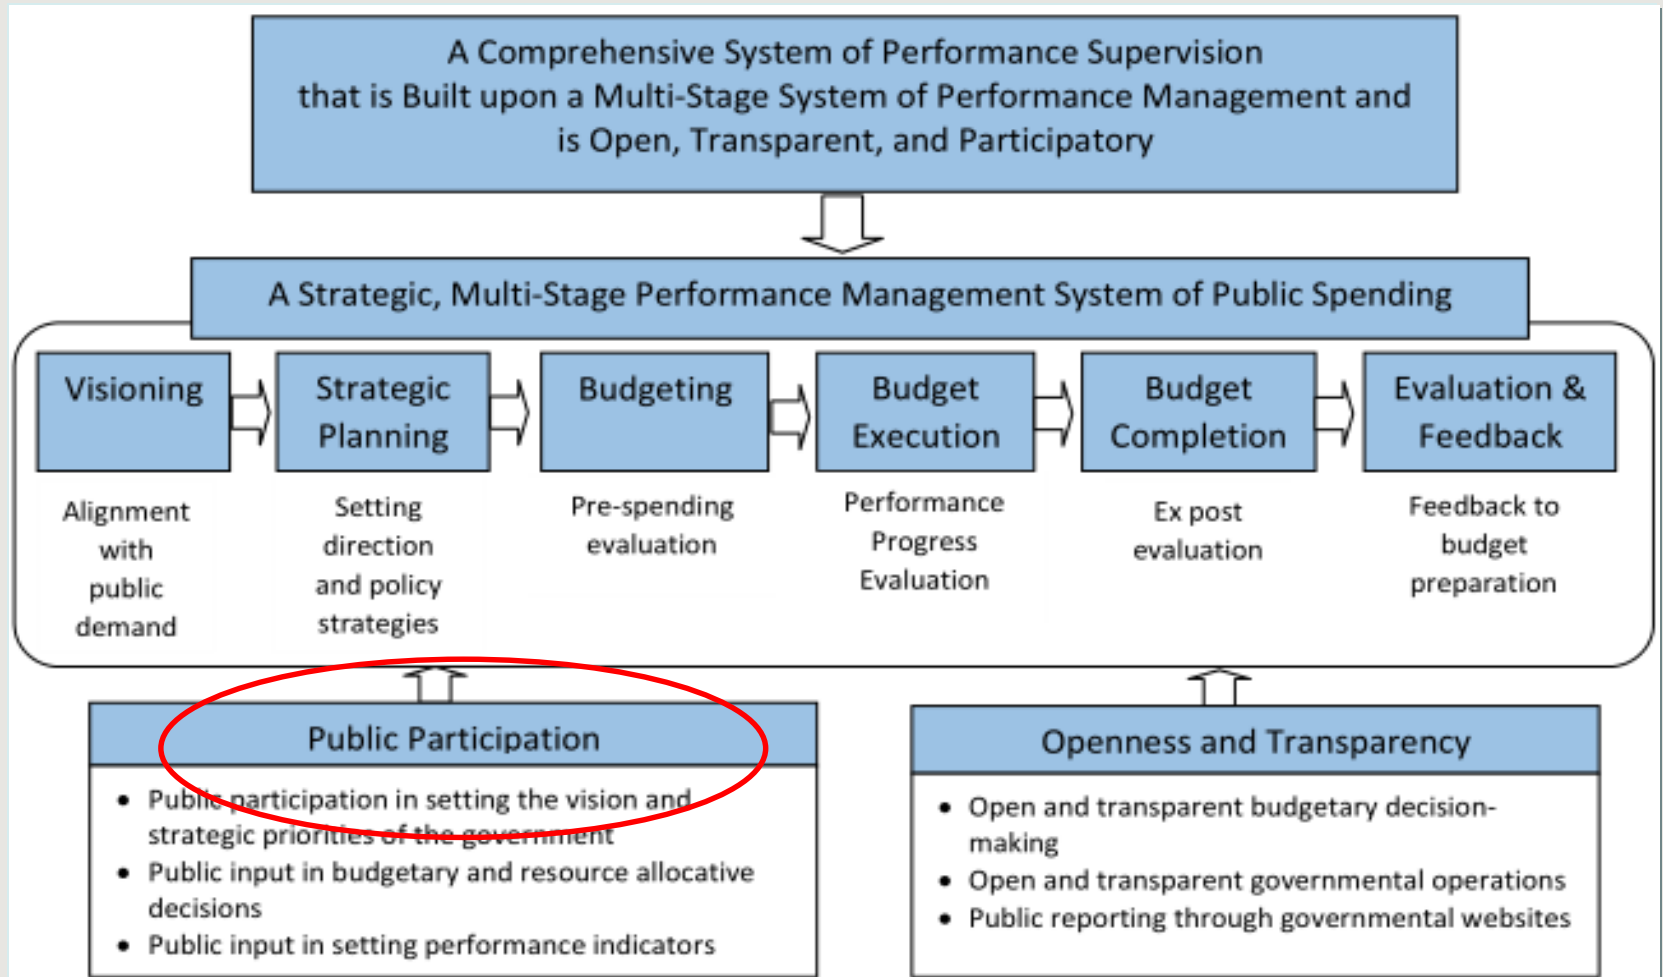 A Comprehensive System of Performance Supervision
that is Built upon a Multi-Stage System of Performance Management and
is Open, Transparent, and Participatory
A Strategic, Multi-Stage Performance Management System of Public Spending
Visioning
Alignment
with
public
demand
Strategic
Planning
Setting
direction
and policy
strategies
Budgeting
Pre-spending
evaluation
Budget
Execution
Performance
Progress
Evaluation
Budget
Completion
Ex post
evaluation
Evaluation &
Feedback
Feedback to
budget
preparation
Public Participation
• Public participation in setting the vision and
strategic priorities of the government
• Public input in budgetary and resource allocative
decisions
• Public input in setting performance indicators
Openness and Transparency
• Open and transparent budgetary decision-
making
• Open and transparent governmental operations
• Public reporting through governmental websites